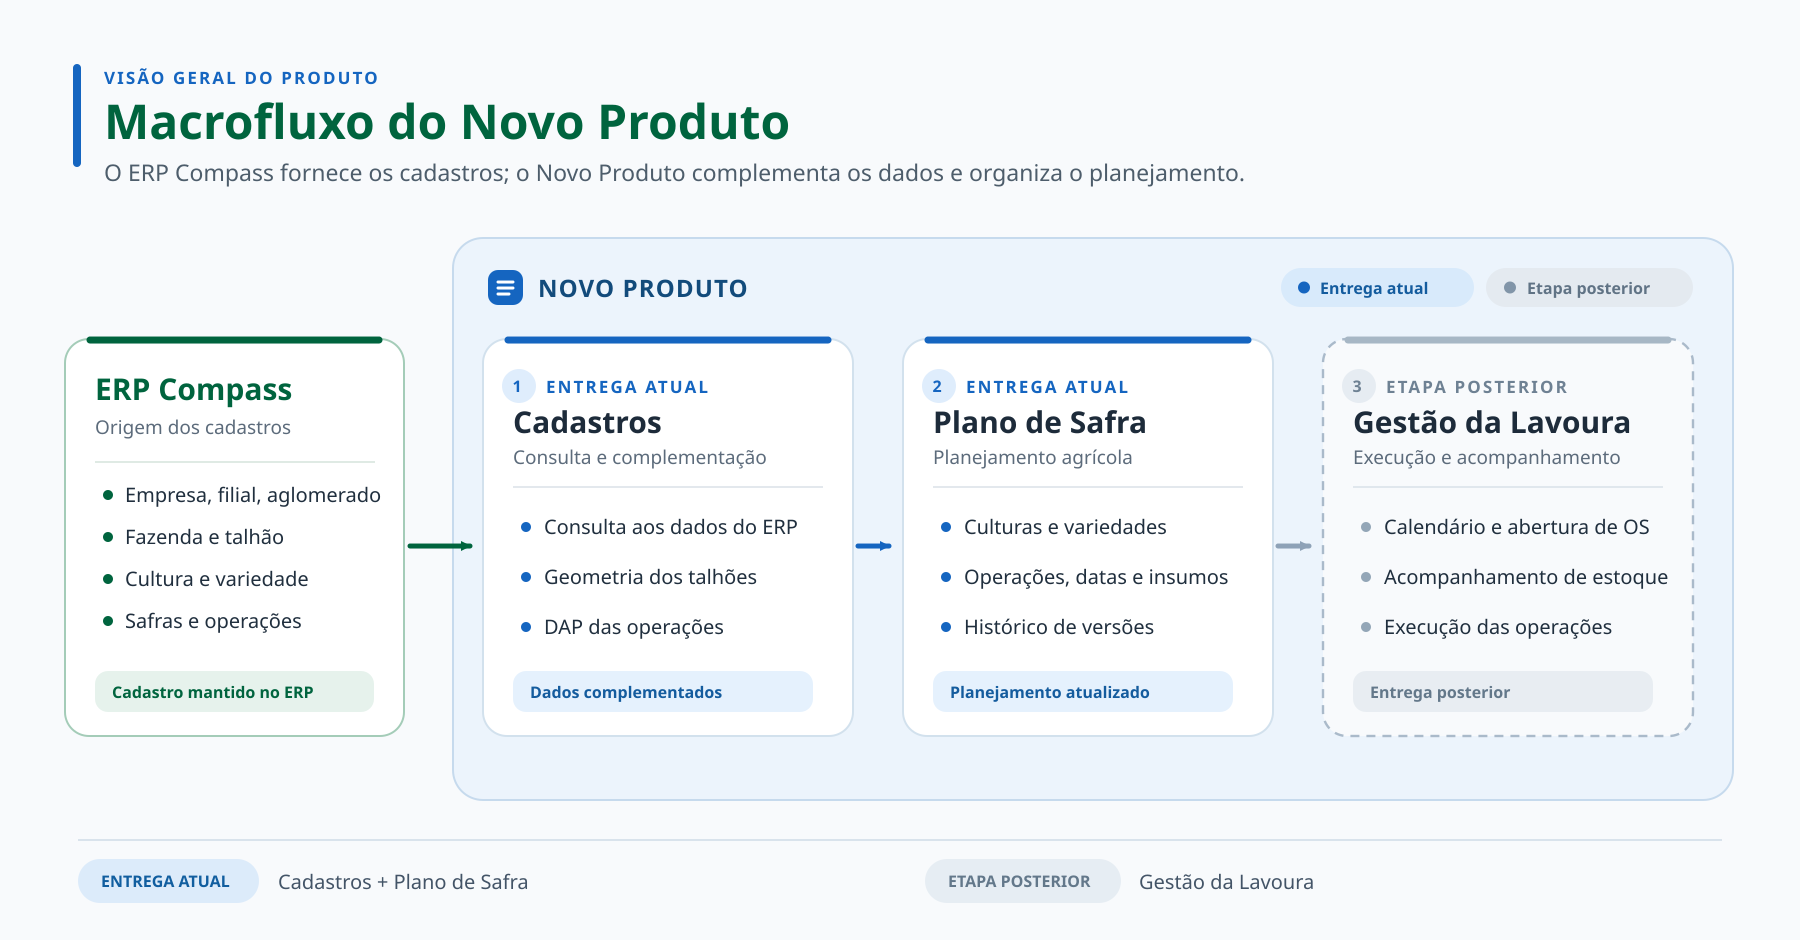 VISÃO GERAL DO PRODUTO
Macrofluxo do Novo Produto
O ERP Compass fornece os cadastros; o Novo Produto complementa os dados e organiza o planejamento.
NOVO PRODUTO
Entrega atual
Etapa posterior
ERP Compass
Origem dos cadastros
Empresa, filial, aglomerado
Fazenda e talhão
Cultura e variedade
Safras e operações
Cadastro mantido no ERP
1 ENTREGA ATUAL
Cadastros
Consulta e complementação
Consulta aos dados do ERP
Geometria dos talhões
DAP das operações
Dados complementados
2 ENTREGA ATUAL
Plano de Safra
Planejamento agrícola
Culturas e variedades
Operações, datas e insumos
Histórico de versões
Planejamento atualizado
3 ETAPA POSTERIOR
Gestão da Lavoura
Execução e acompanhamento
Calendário e abertura de OS
Acompanhamento de estoque
Execução das operações
Entrega posterior
ENTREGA ATUAL Cadastros + Plano de Safra
ETAPA POSTERIOR Gestão da Lavoura